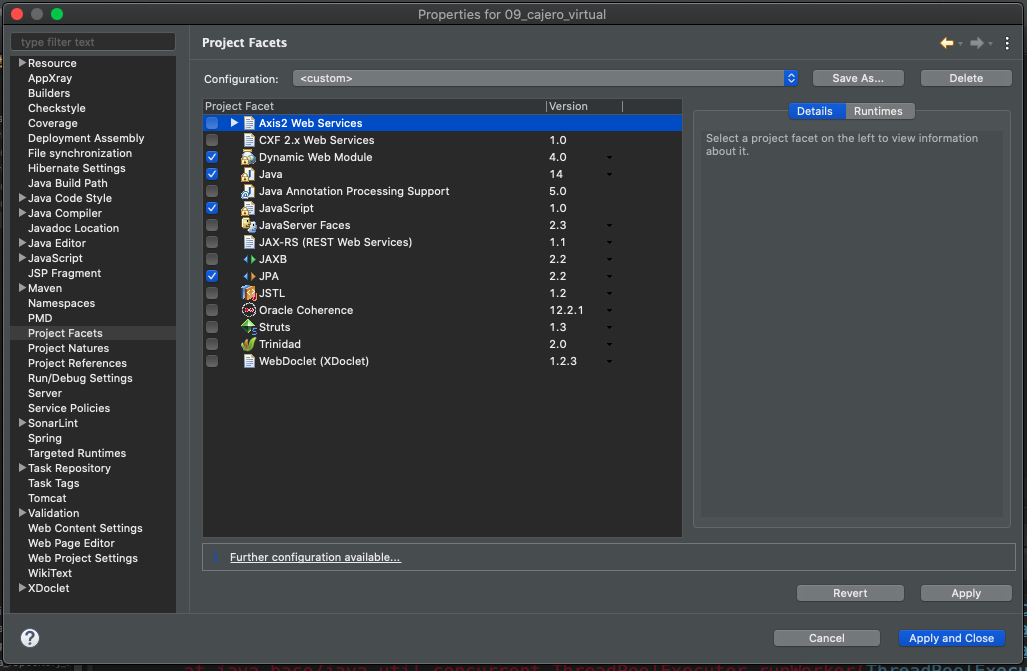 Properties for 09_cajero_virtual
type filter text
Resource
AppXray
Builders
Checkstyle
Coverage
Deployment Assembly
File synchronization
Hibernate Settings
Java Build Path
Java Code Style
Java Compiler
Javadoc Location
Java Editor
JavaScript
JSP Fragment
Maven
Namespaces
PMD
Project Facets
Project Natures
Project References
Run/Debug Settings
Server
Service Policies
SonarLint
Spring
Targeted Runtimes
Task Repository
Task Tags
Tomcat
Validation
Web Content Settings
Web Page Editor
Web Project Settings
WikiText
XDoclet
Project Facets
Configuration: <custom> Save As... Delete
Project Facet Version
Axis2 Web Services
CXF 2.x Web Services 1.0
Dynamic Web Module 4.0
Java 14
Java Annotation Processing Support 5.0
JavaScript 1.0
JavaServer Faces 2.3
JAX-RS (REST Web Services) 1.1
JAXB 2.2
JPA 2.2
JSTL 1.2
Oracle Coherence 12.2.1
Struts 1.3
Trinidad 2.0
WebDoclet (XDoclet) 1.2.3
Details Runtimes
Select a project facet on the left to view information
about it.
i Further configuration available...
Revert Apply
? Cancel Apply and Close
at java.base/java.util.concurrent.ThreadPoolExecutor.runWorker(ThreadPoolExecu